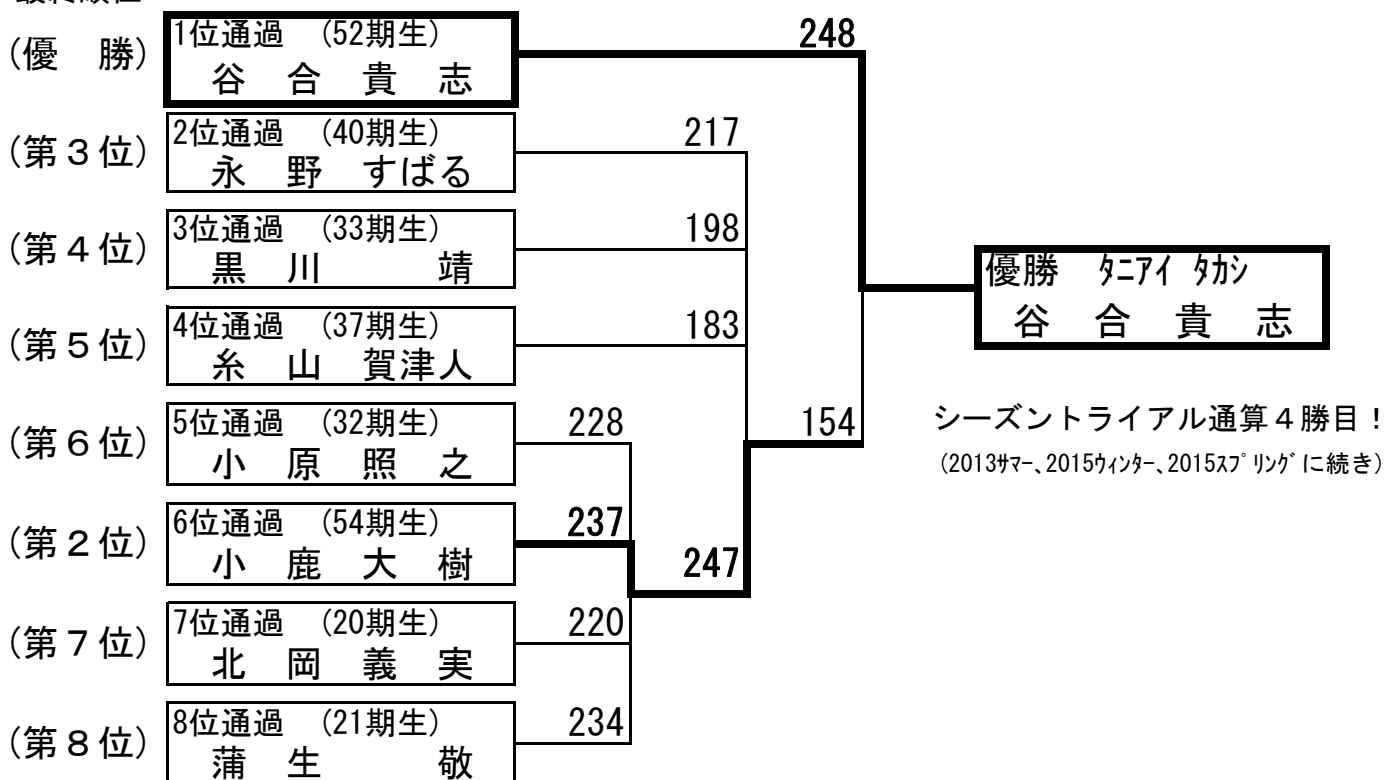 最終順位
(優　勝)
1位通過　(52期生)
谷　合　貴　志
248
(第３位)
2位通過　(40期生)
永　野　すばる
217
(第４位)
3位通過　(33期生)
黒　川　　　靖
198
(第５位)
4位通過　(37期生)
糸　山　賀津人
183
(第６位)
5位通過　(32期生)
小　原　照　之
228
(第２位)
6位通過　(54期生)
小　鹿　大　樹
237
247
154
(第７位)
7位通過　(20期生)
北　岡　義　実
220
(第８位)
8位通過　(21期生)
蒲　生　　　敬
234
優勝　ﾀﾆｱｲ ﾀｶｼ
谷　合　貴　志
シーズントライアル通算４勝目！
(2013ｻﾏｰ､2015ｳｨﾝﾀｰ､2015ｽﾌﾟﾘﾝｸﾞに続き)